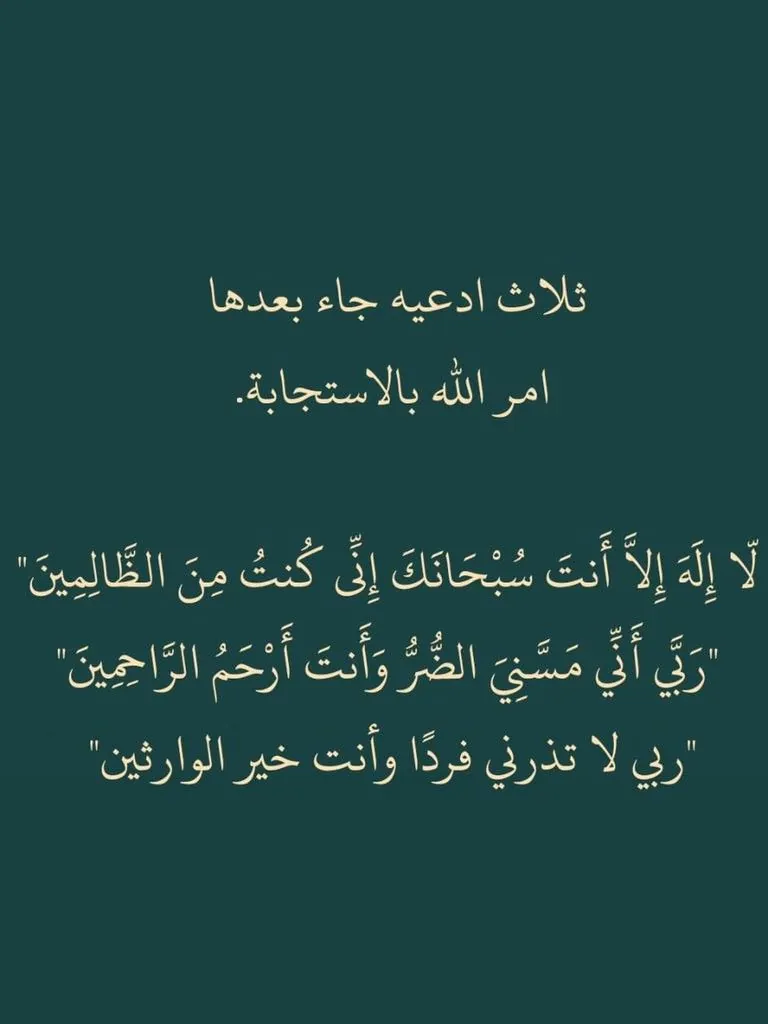 ثلاث ادعيه جاء بعدها
امر الله بالاستجابة.
لَّا إِلَهَ إِلاَّ أَنتَ سُبْحَانَكَ إِنِّى كُنتُ مِنَ الظَّالِمِينَ"
"رَبَّي أَنِّي مَسَّنِيَ الضُّرُّ وَأَنتَ أَرْحَمُ الرَّاحِمِينَ"
"ربي لا تذرني فردًا وأنت خير الوارثين"